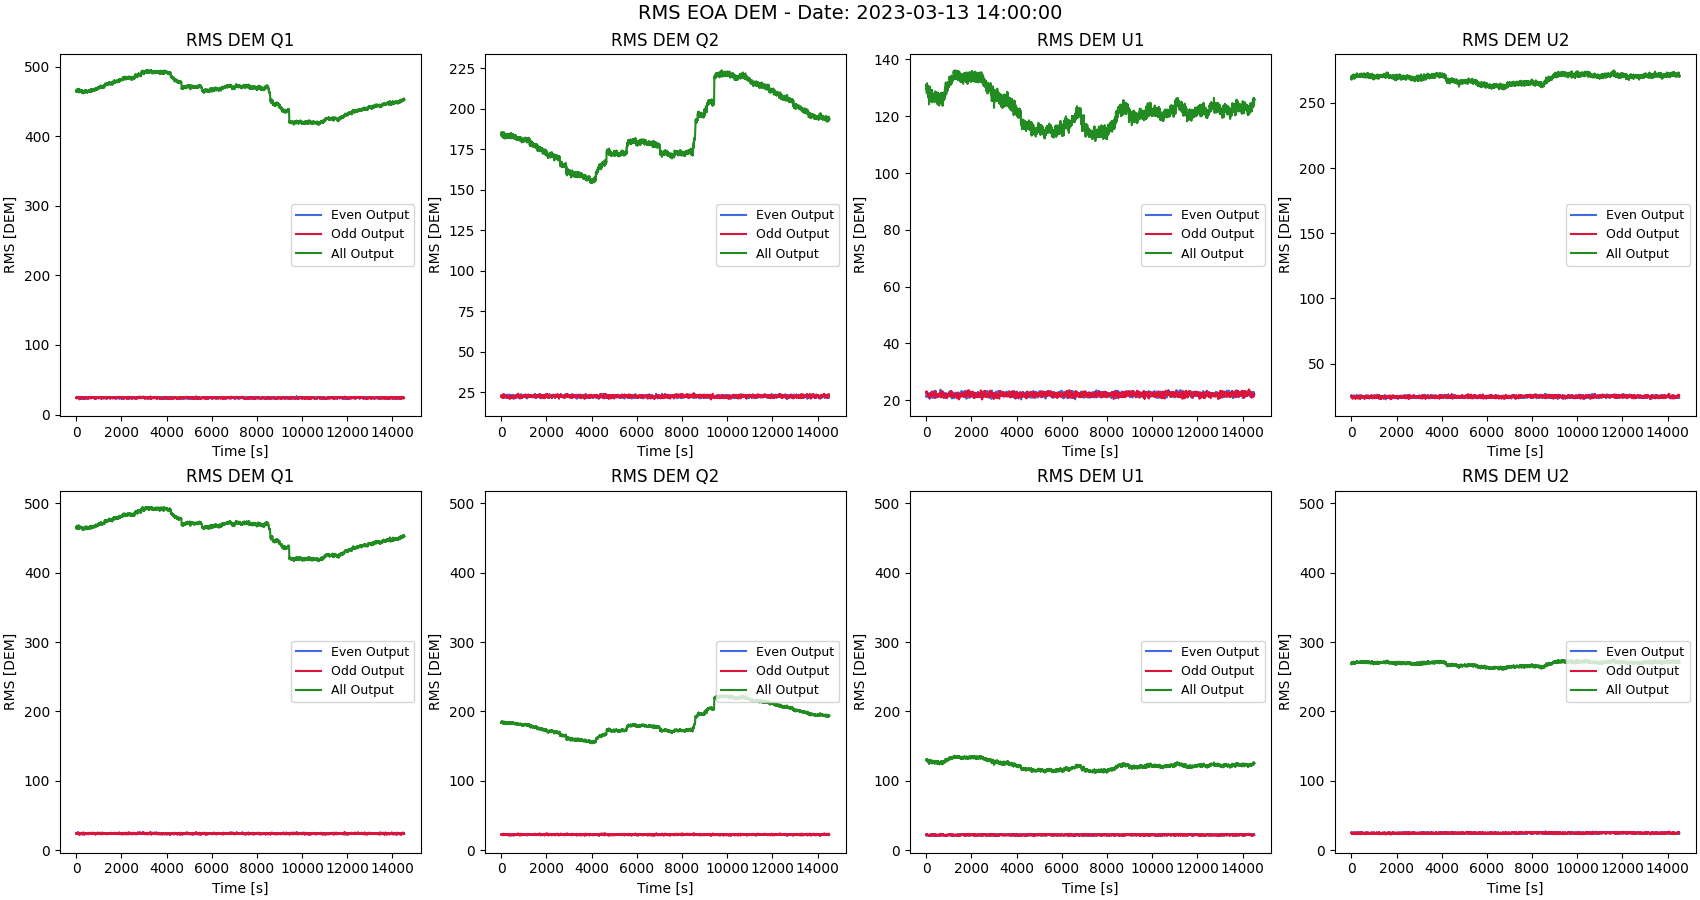 RMS EOA DEM - Date: 2023-03-13 14:00:00
RMS DEM Q1
RMS [DEM]
500
400
300
200
100
0
Even Output
Odd Output
All Output
0 2000 4000 6000 8000 10000 12000 14000
Time [s]
RMS DEM Q2
RMS [DEM]
225
200
175
150
125
100
75
50
25
Even Output
Odd Output
All Output
0 2000 4000 6000 8000 10000 12000 14000
Time [s]
RMS DEM U1
RMS [DEM]
140
120
100
80
60
40
20
Even Output
Odd Output
All Output
0 2000 4000 6000 8000 10000 12000 14000
Time [s]
RMS DEM U2
RMS [DEM]
250
200
150
100
50
Even Output
Odd Output
All Output
0 2000 4000 6000 8000 10000 12000 14000
Time [s]
RMS DEM Q1
RMS [DEM]
500
400
300
200
100
0
Even Output
Odd Output
All Output
0 2000 4000 6000 8000 10000 12000 14000
Time [s]
RMS DEM Q2
RMS [DEM]
500
400
300
200
100
0
Even Output
Odd Output
All Output
0 2000 4000 6000 8000 10000 12000 14000
Time [s]
RMS DEM U1
RMS [DEM]
500
400
300
200
100
0
Even Output
Odd Output
All Output
0 2000 4000 6000 8000 10000 12000 14000
Time [s]
RMS DEM U2
RMS [DEM]
500
400
300
200
100
0
Even Output
Odd Output
All Output
0 2000 4000 6000 8000 10000 12000 14000
Time [s]